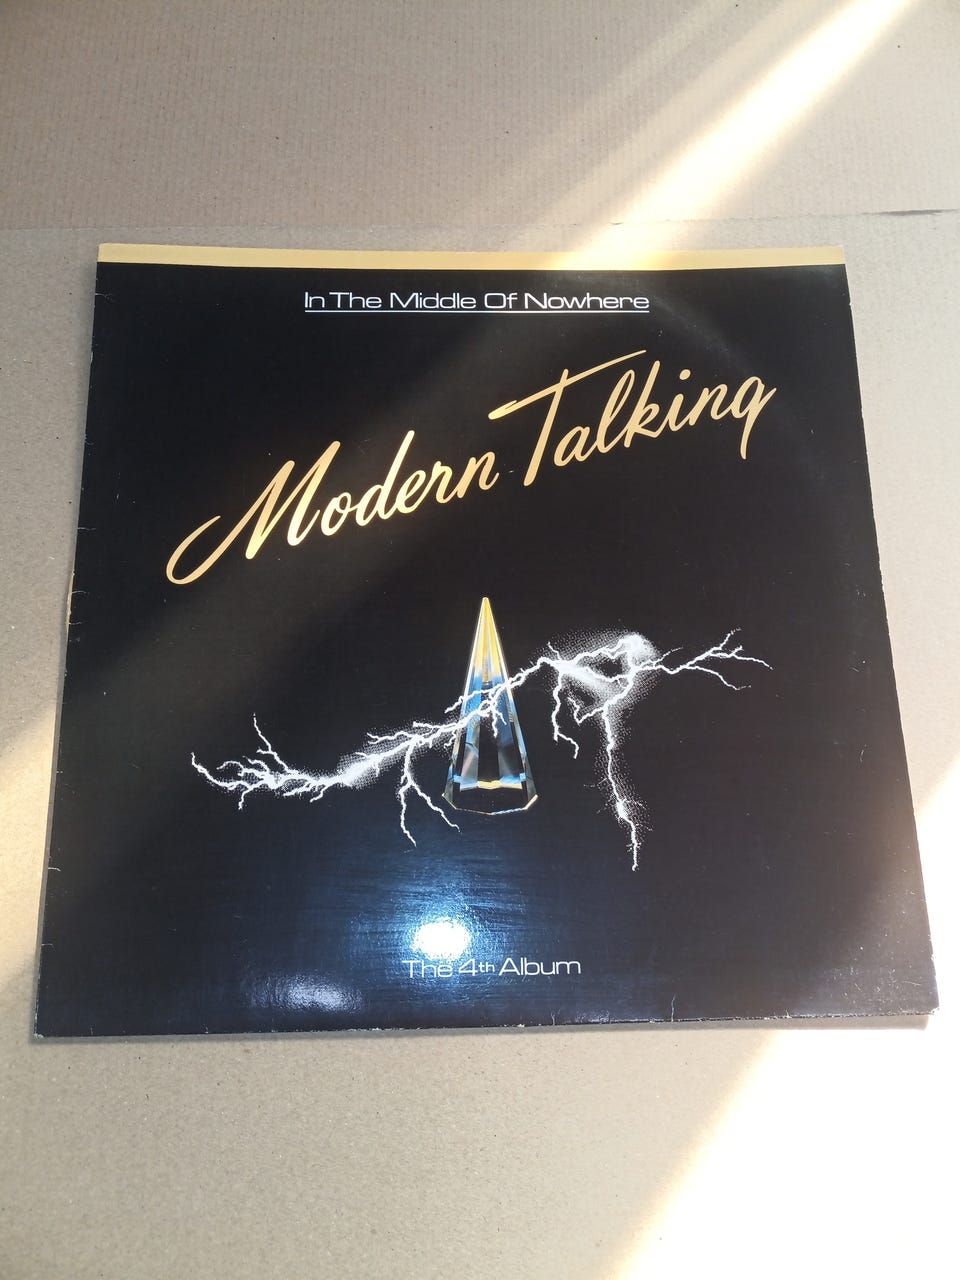 In The Middle Of Nowhere
Modern Talking
The 4th Album